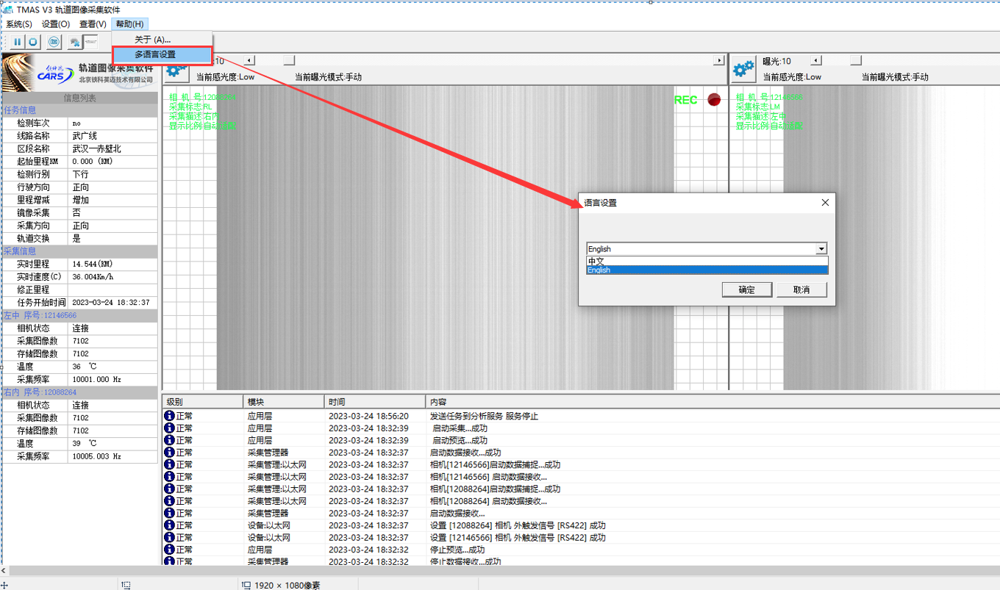 TMAS V3 轨道图像采集软件
系统(S) 设置(O) 查看(V) 帮助(H)
关于 (A)...
多语言设置
CARS
轨道图像采集软件
北京铁科英迈技术有限公司
:10
当前感光度:Low 当前曝光模式:手动
曝光:10
当前感光度:Low 当前曝光模式:手动
信息列表
任务信息
检测车次 no
线路名称 武广线
区段名称 武汉—赤壁北
起始里程KM 0.000 (KM)
检测行别 下行
行驶方向 正向
里程增减 增加
镜像采集 否
采集方向 正向
轨道交换 是
采集信息
实时里程 14.544(KM)
实时速度(C) 36.004Km/h
修正里程
任务开始时间 2023-03-24 18:32:37
左中 序号:12146566
相机状态 连接
采集图像数 7102
存储图像数 7102
温度 36 ℃
采集频率 10001.000 Hz
右内 序号:12088264
相机状态 连接
采集图像数 7102
存储图像数 7102
温度 39 ℃
采集频率 10005.003 Hz
相 机 号:12088264
采集标志:RL
采集描述:右内
显示比例:自动适配
REC
相 机 号:12146566
采集标志:LM
采集描述:左中
显示比例:自动适配
语言设置
English
中文
English
确定 取消
级别 模块 时间 内容
正常 应用层 2023-03-24 18:56:20 发送任务到分析服务 服务停止
正常 应用层 2023-03-24 18:32:39 启动采集...成功
正常 应用层 2023-03-24 18:32:39 启动预览...成功
正常 采集管理器 2023-03-24 18:32:37 启动数据接收...成功
正常 采集管理:以太网 2023-03-24 18:32:37 相机[12146566]启动数据捕捉...成功
正常 采集管理:以太网 2023-03-24 18:32:37 相机[12146566] 启动数据接收...
正常 采集管理:以太网 2023-03-24 18:32:37 相机[12088264]启动数据捕捉...成功
正常 采集管理:以太网 2023-03-24 18:32:37 相机[12088264] 启动数据接收...
正常 采集管理器 2023-03-24 18:32:37 启动数据接收...
正常 设备:以太网 2023-03-24 18:32:37 设置 [12088264] 相机 外触发信号 [RS422] 成功
正常 设备:以太网 2023-03-24 18:32:37 设置 [12146566] 相机 外触发信号 [RS422] 成功
正常 应用层 2023-03-24 18:32:32 停止预览...成功
正常 采集管理器 2023-03-24 18:32:32 停止数据接收...成功
1920 × 1080像素